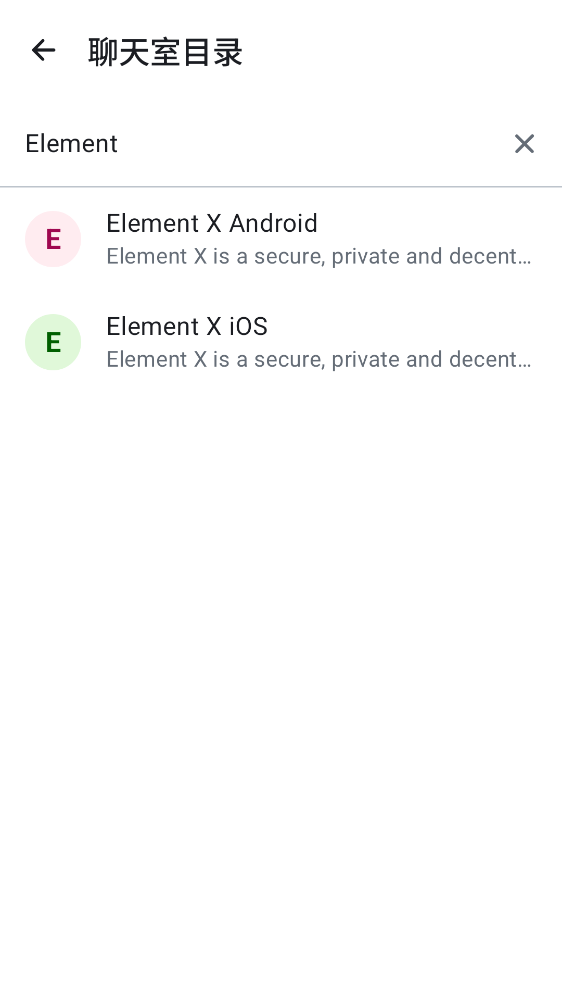 聊天室目录
Element
E
Element X Android
Element X is a secure, private and decent...
E
Element X iOS
Element X is a secure, private and decent...